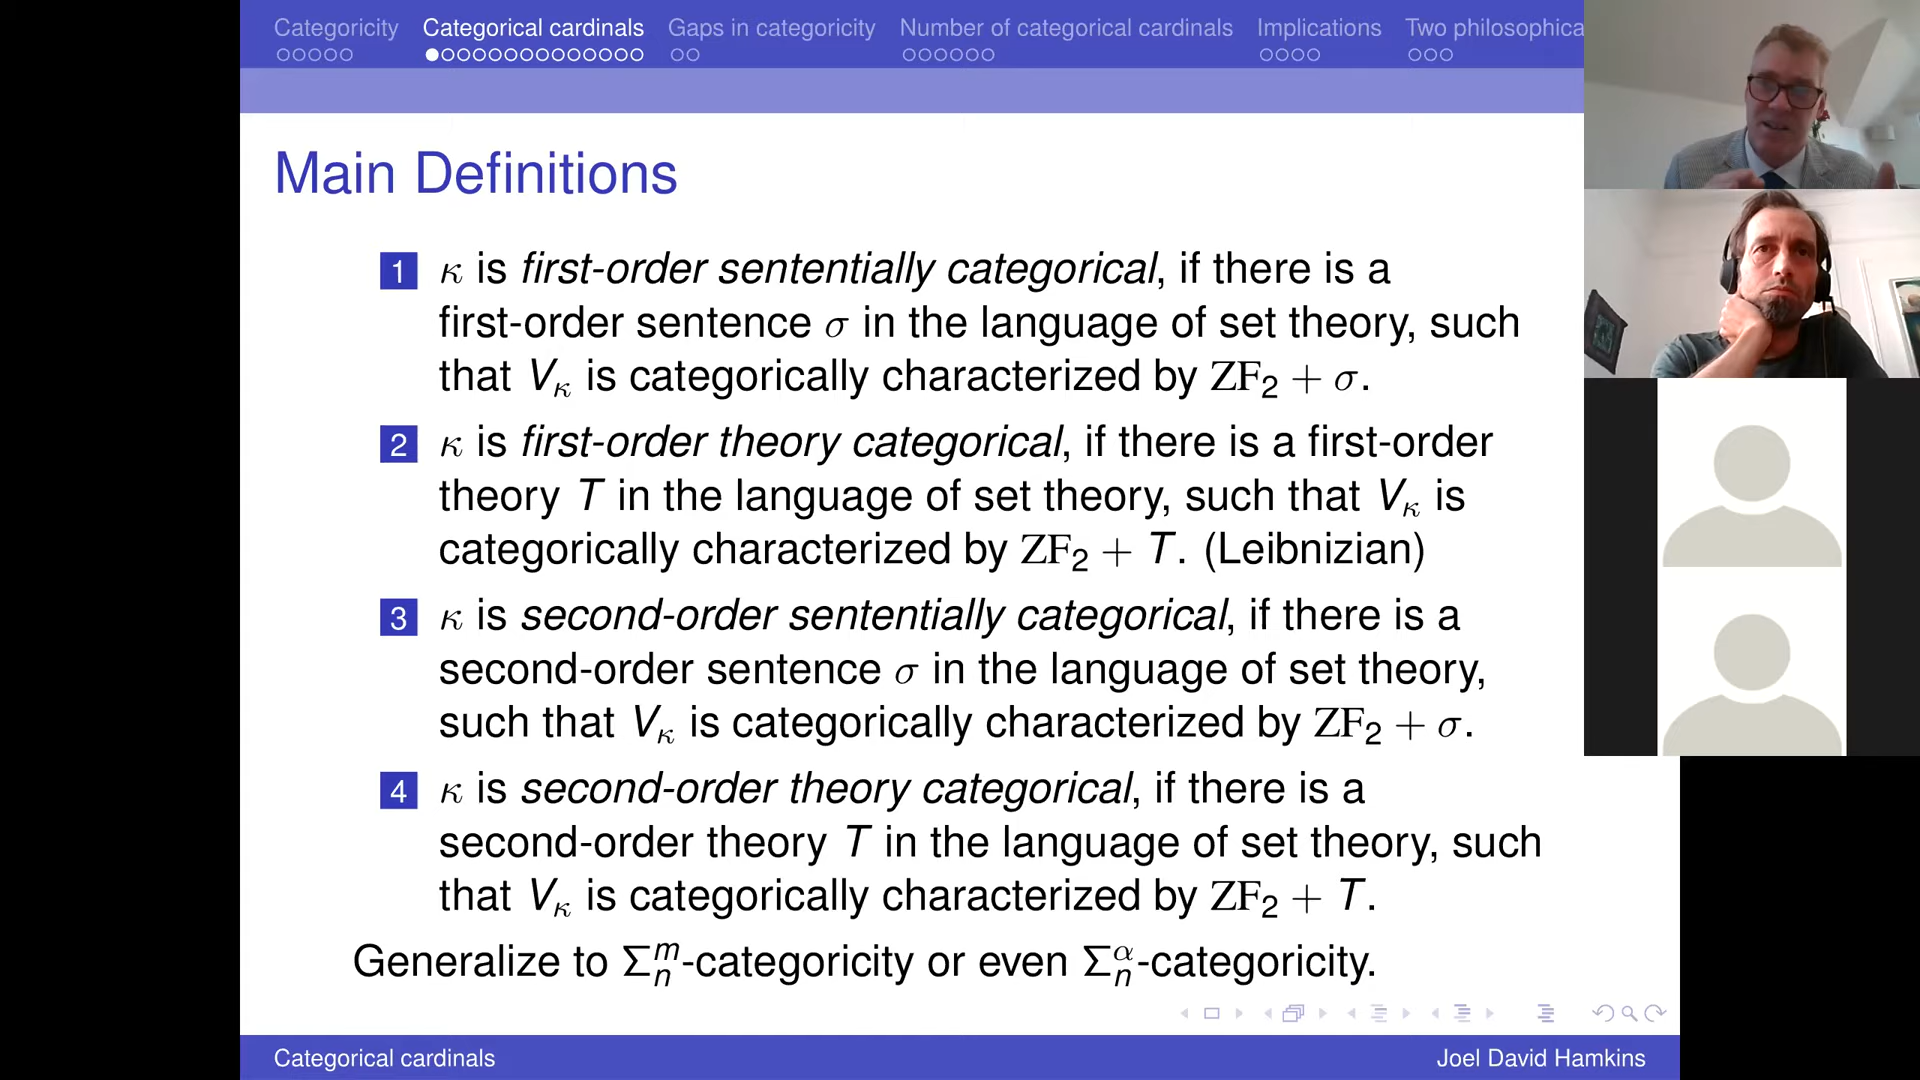 Categoricity Categorical cardinals Gaps in categoricity Number of categorical cardinals Implications Two philosophica
Main Definitions
1 κ is first-order sententially categorical, if there is a
first-order sentence σ in the language of set theory, such
that Vκ is categorically characterized by ZF₂ + σ.
2 κ is first-order theory categorical, if there is a first-order
theory T in the language of set theory, such that Vκ is
categorically characterized by ZF₂ + T. (Leibnizian)
3 κ is second-order sententially categorical, if there is a
second-order sentence σ in the language of set theory,
such that Vκ is categorically characterized by ZF₂ + σ.
4 κ is second-order theory categorical, if there is a
second-order theory T in the language of set theory, such
that Vκ is categorically characterized by ZF₂ + T.
Generalize to Σₙᵐ-categoricity or even Σₙᵅ-categoricity.
Categorical cardinals Joel David Hamkins